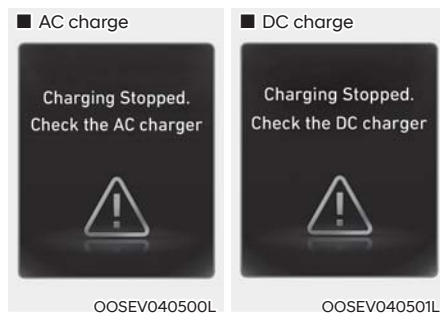 ■ AC charge
Charging Stopped.
Check the AC charger
OOSEV040500L
■ DC charge
Charging Stopped.
Check the DC charger
OOSEV040501L